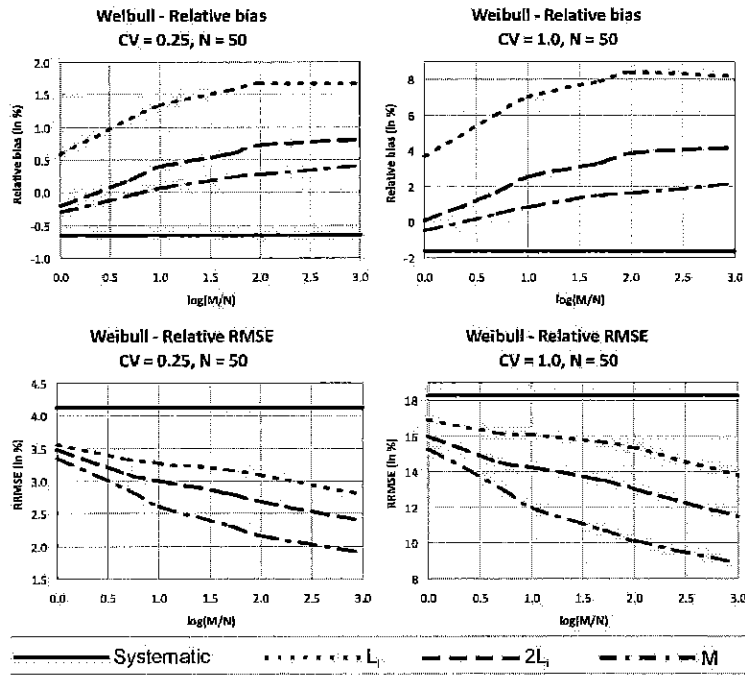 Weibull - Relative bias
CV = 0.25, N = 50
Relative bias (in %)
2.0
1.5
1.0
0.5
0.0
-0.5
-1.0
0.0 0.5 1.0 1.5 2.0 2.5 3.0
log(M/N)
Weibull - Relative bias
CV = 1.0, N = 50
Relative bias (in %)
8
6
4
2
0
-2
0.0 0.5 1.0 1.5 2.0 2.5 3.0
log(M/N)
Weibull - Relative RMSE
CV = 0.25, N = 50
RRMSE (in %)
4.5
4.0
3.5
3.0
2.5
2.0
1.5
0.0 0.5 1.0 1.5 2.0 2.5 3.0
log(M/N)
Weibull - Relative RMSE
CV = 1.0, N = 50
RRMSE (in %)
18
16
14
12
10
8
0.0 0.5 1.0 1.5 2.0 2.5 3.0
log(M/N)
Systematic Lᵢ 2Lᵢ M